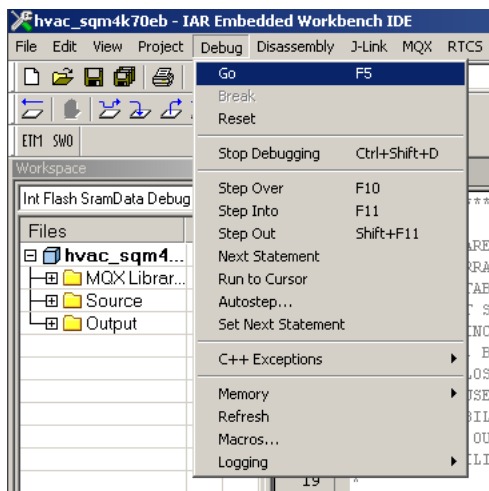 hvac_sqm4k70eb - IAR Embedded Workbench IDE
File Edit View Project Debug Disassembly J-Link MQX RTCS
Go F5
Break
Reset
ETM SWO
Stop Debugging Ctrl+Shift+D
Workspace
Int Flash SramData Debug
Step Over F10
Step Into F11
Files
Step Out Shift+F11
hvac_sqm4...
Next Statement
MQX Librar...
Run to Cursor
Source
Autostep...
Output
Set Next Statement
C++ Exceptions
Memory
Refresh
Macros...
Logging
19 *